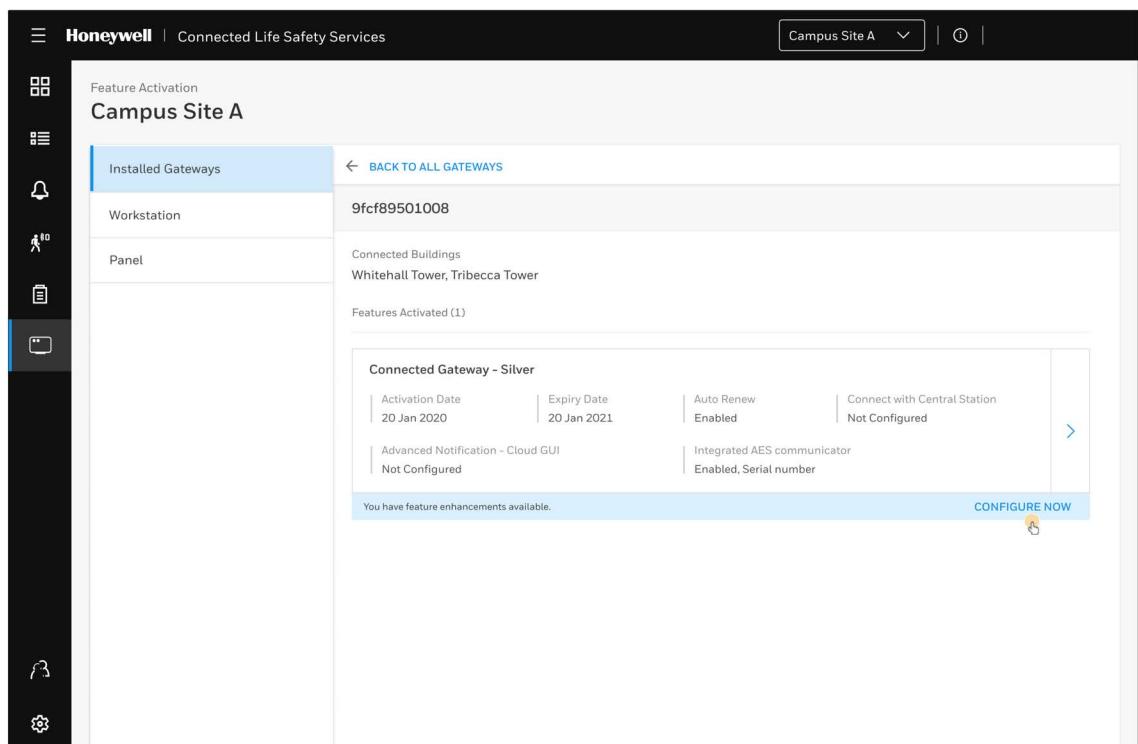 Honeywell | Connected Life Safety Services
Campus Site A
Feature Activation
Campus Site A
Installed Gateways
Workstation
Panel
BACK TO ALL GATEWAYS
9fcf89501008
Connected Buildings
Whitehall Tower, Tribecca Tower
Features Activated (1)
Connected Gateway - Silver
Activation Date Expiry Date Auto Renew Connect with Central Station
20 Jan 2020 20 Jan 2021 Enabled Not Configured
Advanced Notification - Cloud GUI Integrated AES communicator
Not Configured Enabled, Serial number
You have feature enhancements available. CONFIGURE NOW